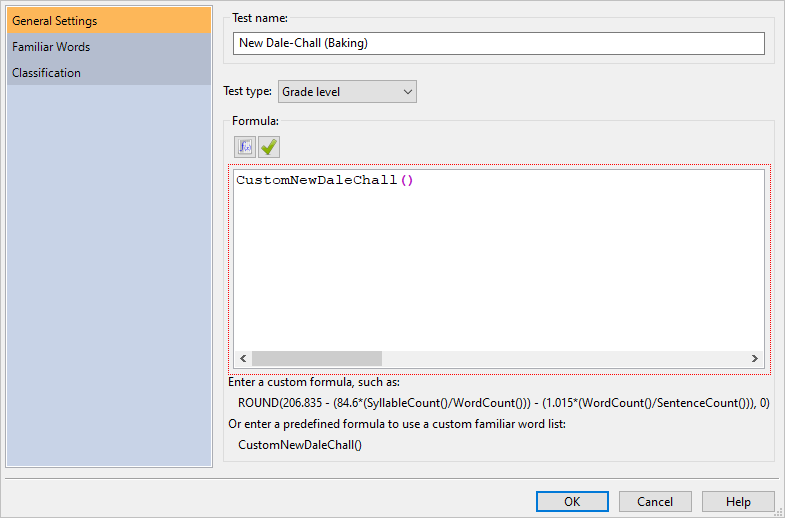 General Settings
Familiar Words
Classification
Test name:
New Dale-Chall (Baking)
Test type:
Grade level
Formula:
f(x)
CustomNewDaleChall()
Enter a custom formula, such as:
ROUND(206.835 - (84.6*(SyllableCount()/WordCount())) - (1.015*(WordCount()/SentenceCount())), 0)
Or enter a predefined formula to use a custom familiar word list:
CustomNewDaleChall()
OK
Cancel
Help